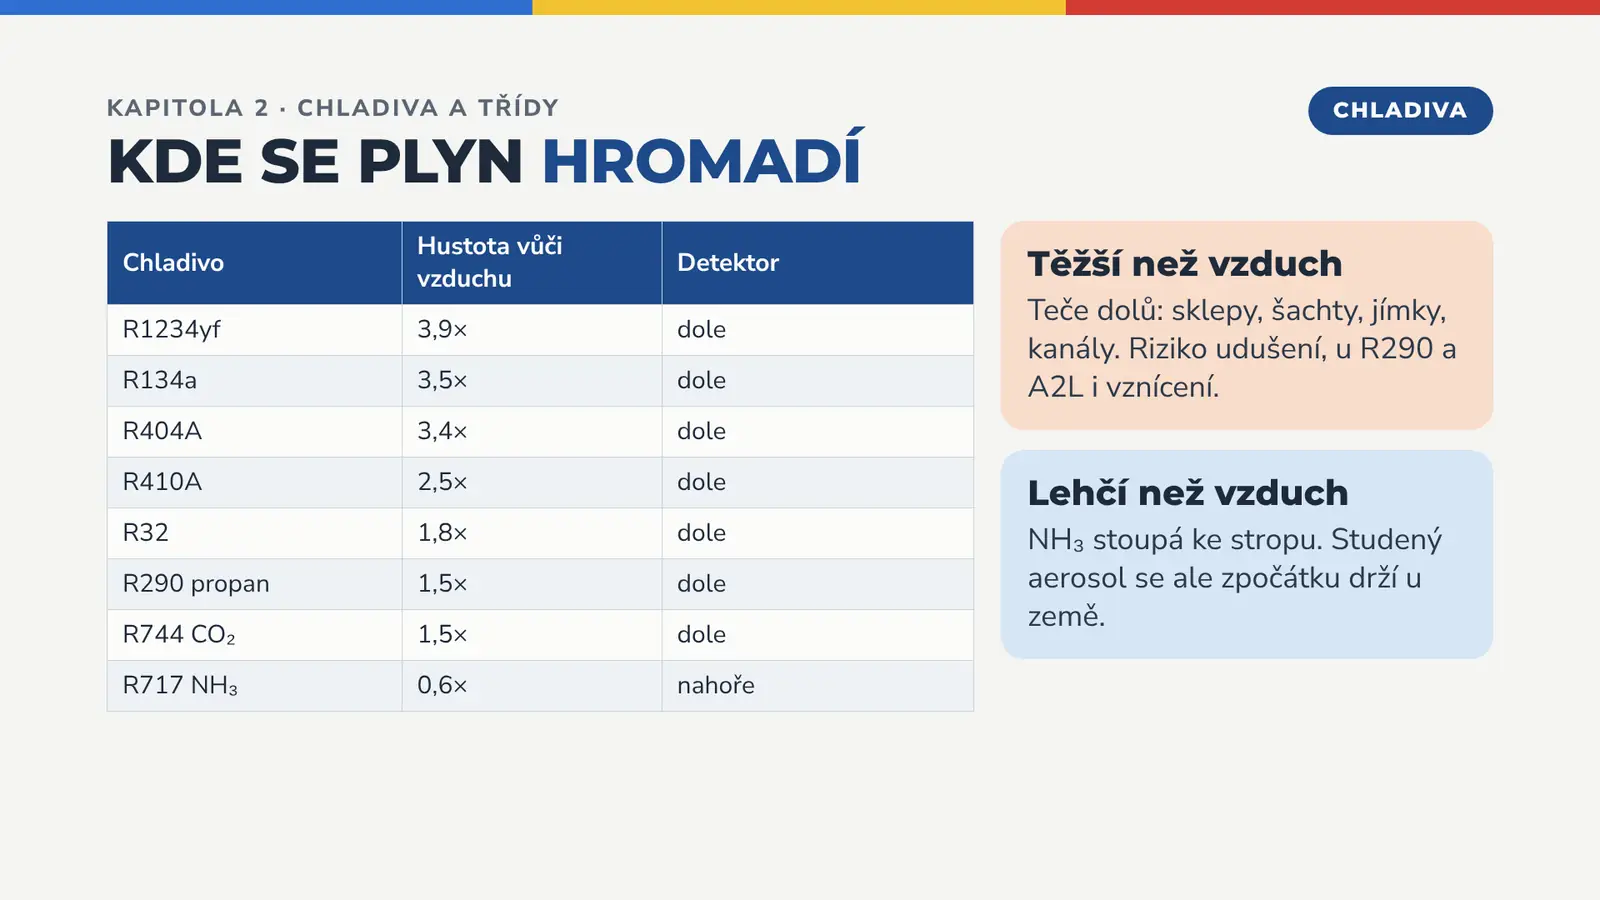 KAPITOLA 2 · CHLADIVA A TŘÍDY
KDE SE PLYN HROMADÍ
CHLADIVA
Chladivo Hustota vůči vzduchu Detektor
R1234yf 3,9× dole
R134a 3,5× dole
R404A 3,4× dole
R410A 2,5× dole
R32 1,8× dole
R290 propan 1,5× dole
R744 CO₂ 1,5× dole
R717 NH₃ 0,6× nahoře
Těžší než vzduch
Teče dolů: sklepy, šachty, jímky,
kanály. Riziko udušení, u R290 a
A2L i vznícení.
Lehčí než vzduch
NH₃ stoupá ke stropu. Studený
aerosol se ale zpočátku drží u
země.